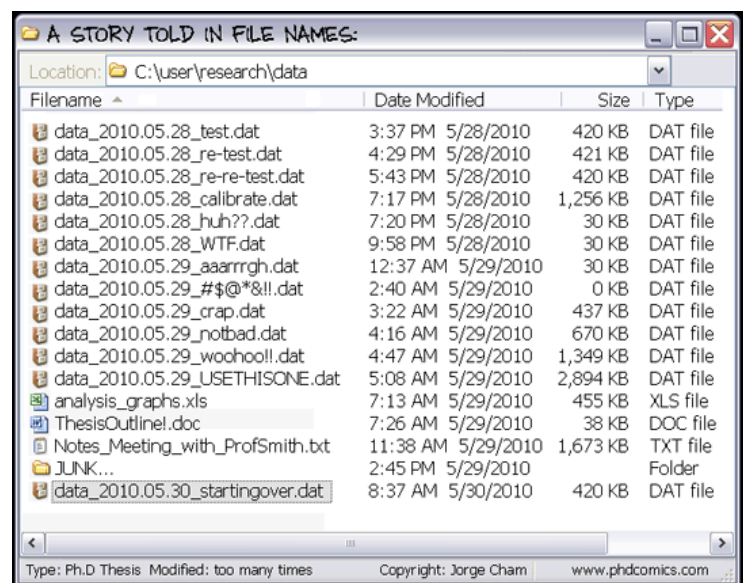 A STORY TOLD IN FILE NAMES:
Location: C:\user\research\data
Filename Date Modified Size Type
data_2010.05.28_test.dat 3:37 PM 5/28/2010 420 KB DAT file
data_2010.05.28_re-test.dat 4:29 PM 5/28/2010 421 KB DAT file
data_2010.05.28_re-re-test.dat 5:43 PM 5/28/2010 420 KB DAT file
data_2010.05.28_calibrate.dat 7:17 PM 5/28/2010 1,256 KB DAT file
data_2010.05.28_huh??.dat 7:20 PM 5/28/2010 30 KB DAT file
data_2010.05.28_WTF.dat 9:58 PM 5/28/2010 30 KB DAT file
data_2010.05.29_aaarrrgh.dat 12:37 AM 5/29/2010 30 KB DAT file
data_2010.05.29_#$@*&!!.dat 2:40 AM 5/29/2010 0 KB DAT file
data_2010.05.29_crap.dat 3:22 AM 5/29/2010 437 KB DAT file
data_2010.05.29_notbad.dat 4:16 AM 5/29/2010 670 KB DAT file
data_2010.05.29_woohoo!!.dat 4:47 AM 5/29/2010 1,349 KB DAT file
data_2010.05.29_USETHISONE.dat 5:08 AM 5/29/2010 2,894 KB DAT file
analysis_graphs.xls 7:13 AM 5/29/2010 455 KB XLS file
ThesisOutline!.doc 7:26 AM 5/29/2010 38 KB DOC file
Notes_Meeting_with_ProfSmith.txt 11:38 AM 5/29/2010 1,673 KB TXT file
JUNK... 2:45 PM 5/29/2010 Folder
data_2010.05.30_startingover.dat 8:37 AM 5/30/2010 420 KB DAT file
Type: Ph.D Thesis Modified: too many times Copyright: Jorge Cham www.phdcomics.com